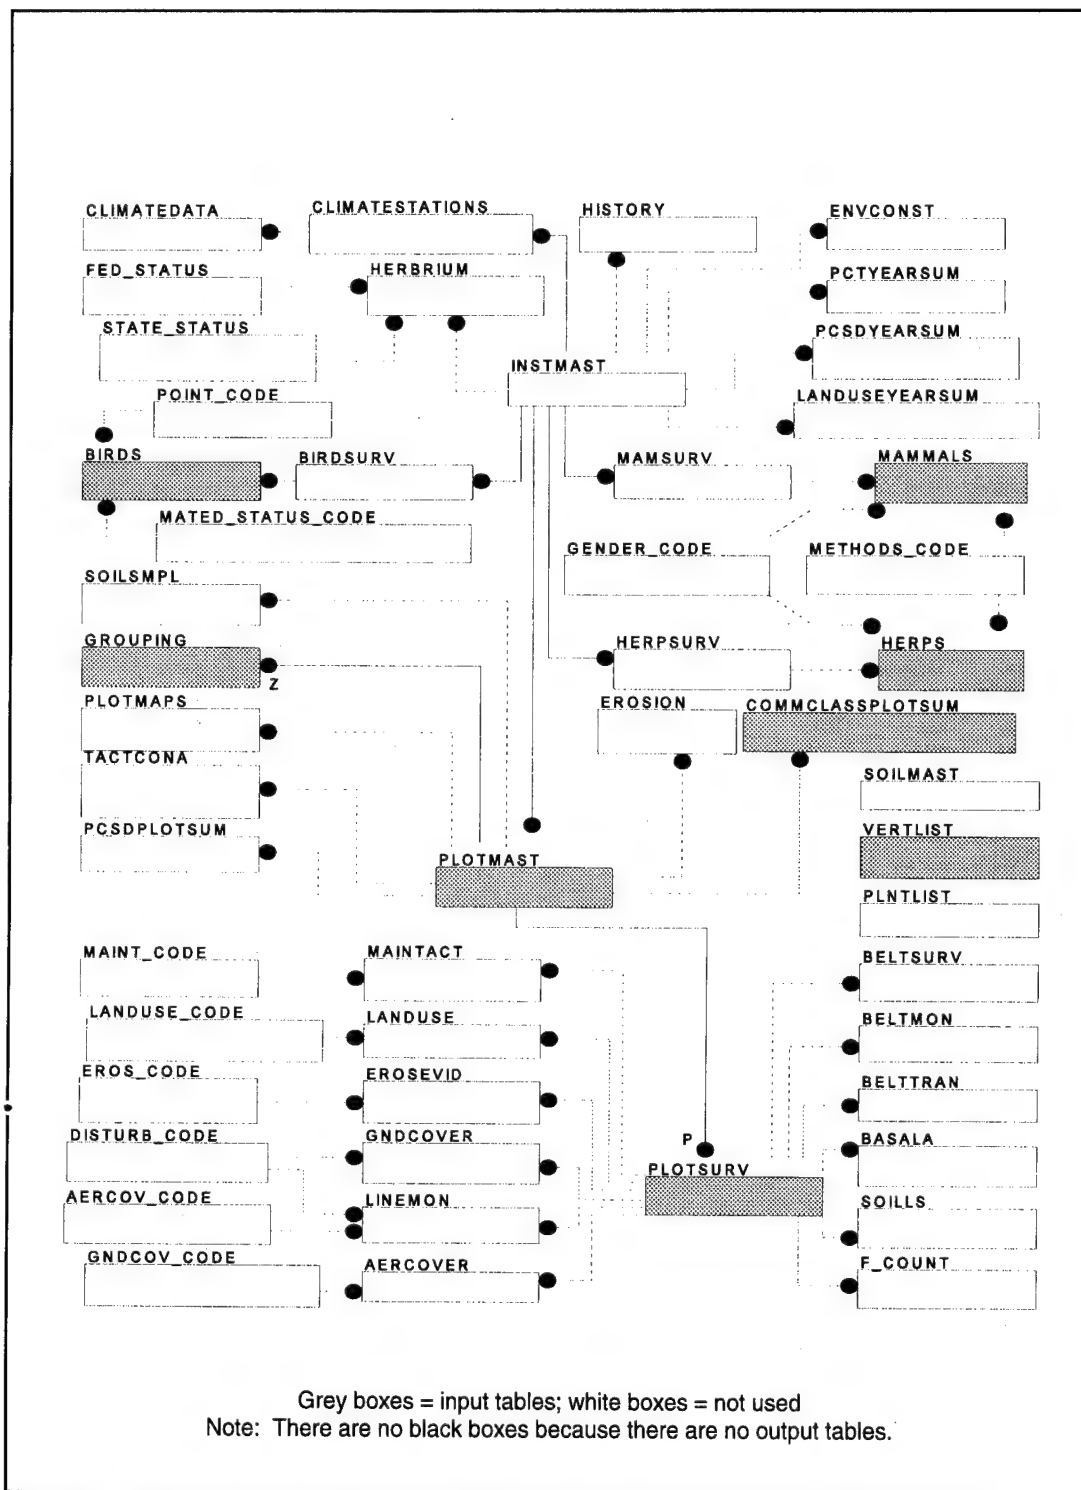 CLIMATEDATA
CLIMATESTATIONS
HISTORY
ENVCONST
FED_STATUS
HERBRIUM
PCTYEARSUM
STATE_STATUS
PCSDYEARSUM
INSTMAST
POINT_CODE
LANDUSEYEARSUM
BIRDS
BIRDSURV
MAMSURV
MAMMALS
MATED_STATUS_CODE
GENDER_CODE
METHODS_CODE
SOILSMPL
GROUPING
HERPSURV
HERPS
Z
PLOTMAPS
EROSION
COMMCLASSPLOTSUM
TACTCONA
SOILMAST
PCSDPLOTSUM
VERTLIST
PLOTMAST
PLNTLIST
MAINT_CODE
MAINTACT
BELTSURV
LANDUSE_CODE
LANDUSE
BELTMON
EROS_CODE
EROSEVID
BELTTRAN
DISTURB_CODE
GNDCOVER
P
BASALA
PLOTSURV
AERCOV_CODE
LINEMON
SOILLS
GNDCOV_CODE
AERCOVER
F_COUNT
Grey boxes = input tables; white boxes = not used
Note: There are no black boxes because there are no output tables.